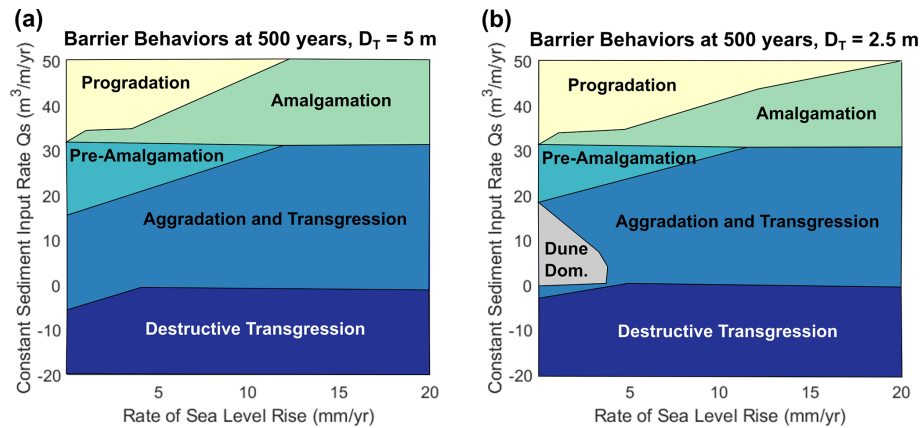 (a)
Barrier Behaviors at 500 years, D_T = 5 m
Constant Sediment Input Rate Qs (m³/m/yr)
50
40
30
20
10
0
-10
-20
Progradation
Amalgamation
Pre-Amalgamation
Aggradation and Transgression
Destructive Transgression
5
10
15
20
Rate of Sea Level Rise (mm/yr)
(b)
Barrier Behaviors at 500 years, D_T = 2.5 m
Constant Sediment Input Rate Qs (m³/m/yr)
50
40
30
20
10
0
-10
-20
Progradation
Amalgamation
Pre-Amalgamation
Aggradation and Transgression
Dune
Dom.
Destructive Transgression
5
10
15
20
Rate of Sea Level Rise (mm/yr)